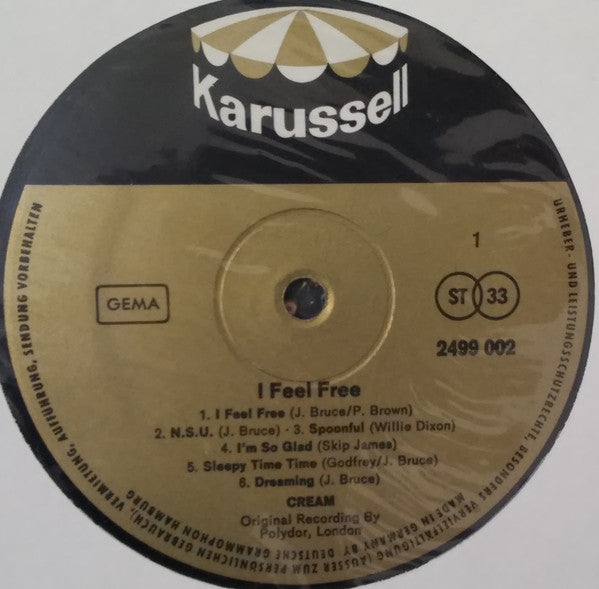 Karussell
1
GEMA
ST 33
2499 002
I Feel Free
1. I Feel Free (J. Bruce/P. Brown)
2. N.S.U. (J. Bruce) · 3. Spoonful (Willie Dixon)
4. I'm So Glad (Skip James)
5. Sleepy Time Time (Godfrey/J. Bruce)
6. Dreaming (J. Bruce)
CREAM
Original Recording By
Polydor, London
URHEBER- UND LEISTUNGSSCHUTZRECHTE, BESONDERS VERVIELFÄLTIGUNG (AUSSER ZUM PERSÖNLICHEN GEBRAUCH), VERMIETUNG, AUFFÜHRUNG, SENDUNG VORBEHALTEN
MADE IN GERMANY BY DEUTSCHE GRAMMOPHON HAMBURG